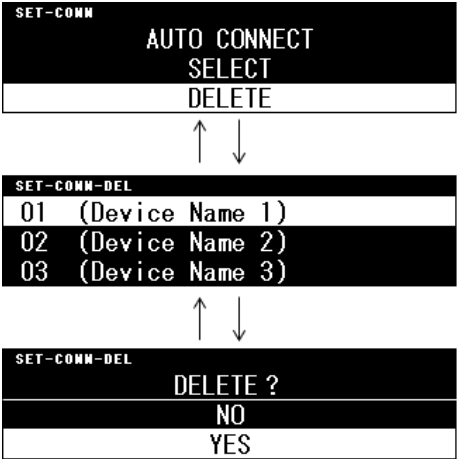 SET-CONN
AUTO CONNECT
SELECT
DELETE
SET-CONN-DEL
01 (Device Name 1)
02 (Device Name 2)
03 (Device Name 3)
SET-CONN-DEL
DELETE ?
NO
YES